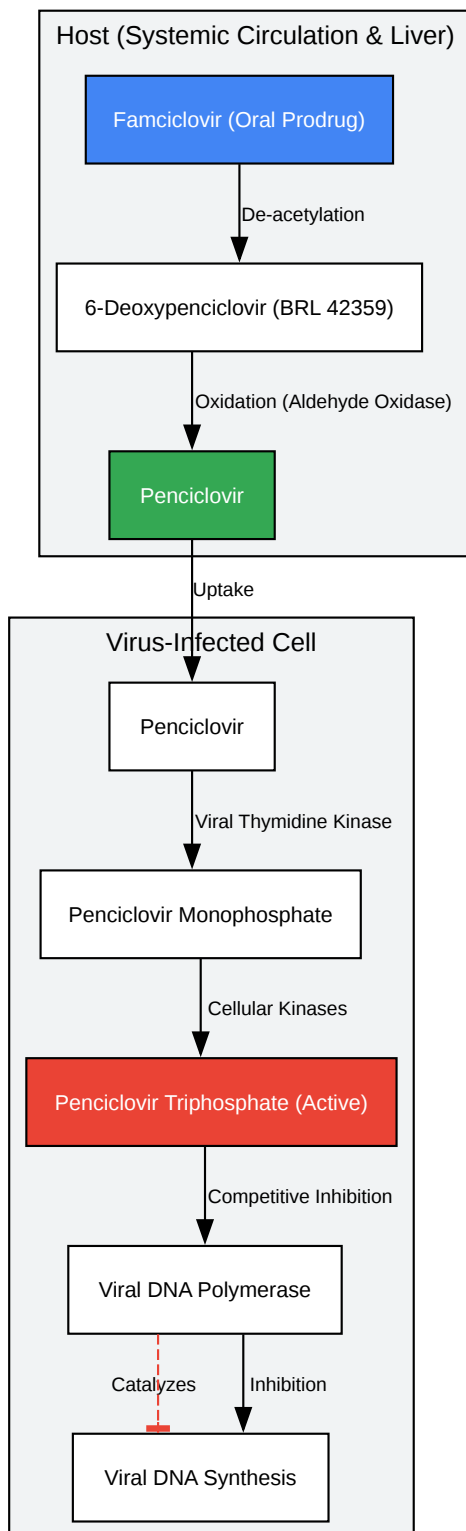 Host (Systemic Circulation & Liver)
Famciclovir (Oral Prodrug)
De-acetylation
6-Deoxypenciclovir (BRL 42359)
Oxidation (Aldehyde Oxidase)
Penciclovir
Uptake
Virus-Infected Cell
Penciclovir
Viral Thymidine Kinase
Penciclovir Monophosphate
Cellular Kinases
Penciclovir Triphosphate (Active)
Competitive Inhibition
Viral DNA Polymerase
Catalyzes
Inhibition
Viral DNA Synthesis